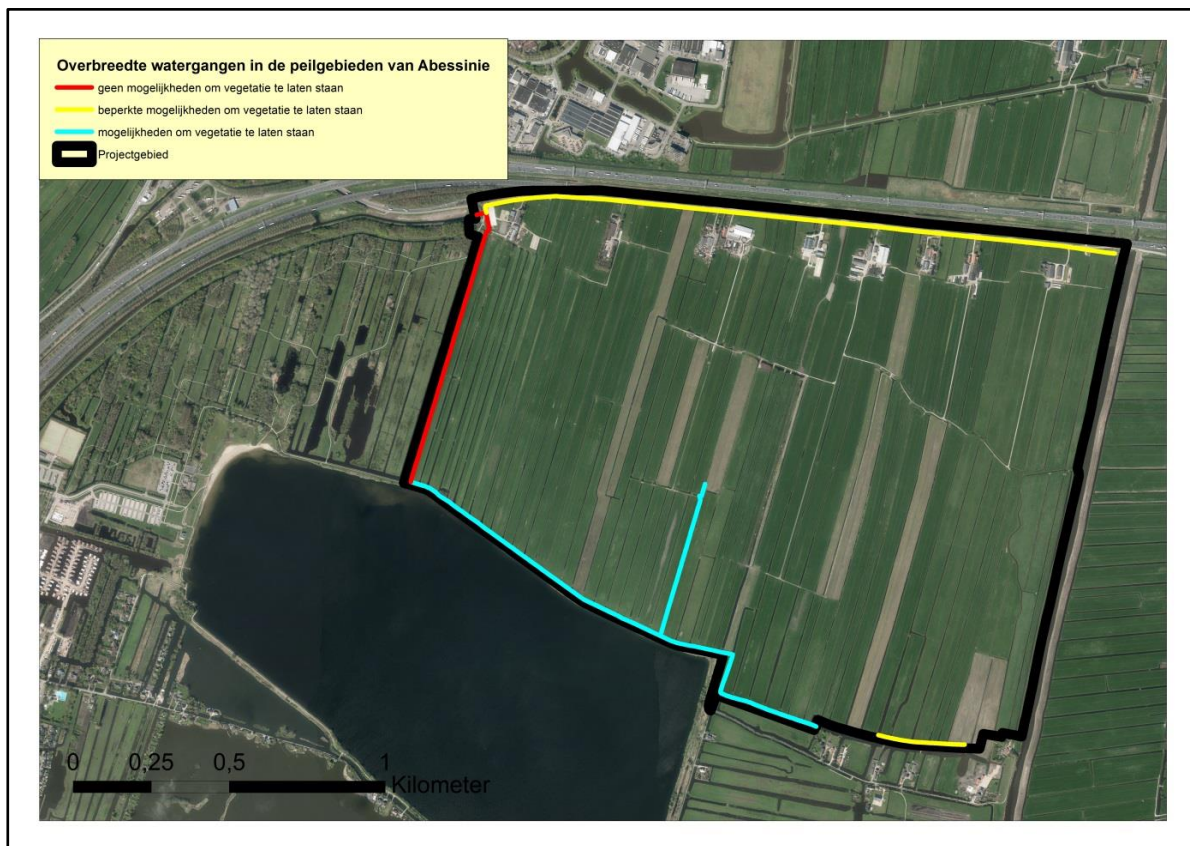 Overbreedte watergangen in de peilgebieden van Abessinie
geen mogelijkheden om vegetatie te laten staan
beperkte mogelijkheden om vegetatie te laten staan
mogelijkheden om vegetatie te laten staan
Projectgebied
0 0,25 0,5 1
Kilometer